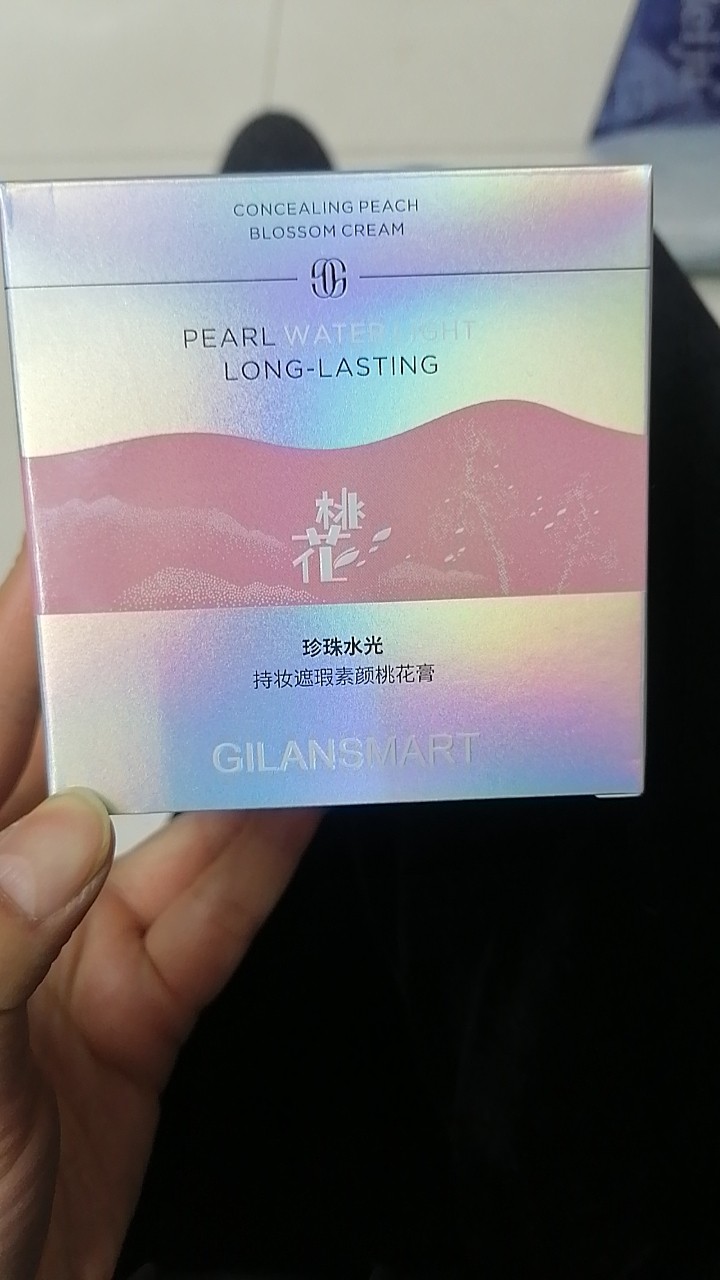 CONCEALING PEACH
BLOSSOM CREAM
PEARL WATER LIGHT
LONG-LASTING
桃
花
珍珠水光
持妆遮瑕素颜桃花膏
GILANSMART